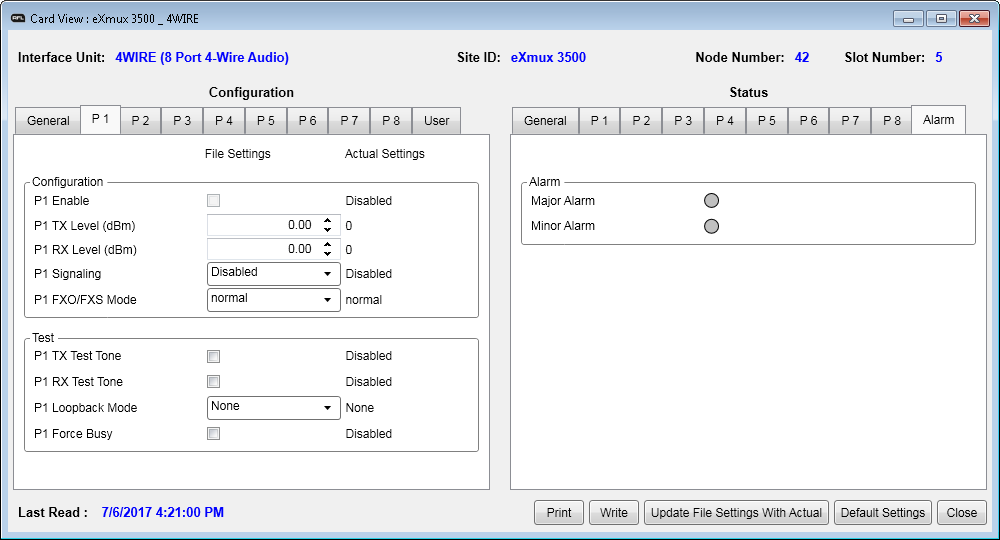 AFL Card View : eXmux 3500 _ 4WIRE
Interface Unit: 4WIRE (8 Port 4-Wire Audio) Site ID: eXmux 3500 Node Number: 42 Slot Number: 5
Configuration
General P 1 P 2 P 3 P 4 P 5 P 6 P 7 P 8 User
File Settings Actual Settings
Configuration
P1 Enable Disabled
P1 TX Level (dBm) 0.00 0
P1 RX Level (dBm) 0.00 0
P1 Signaling Disabled Disabled
P1 FXO/FXS Mode normal normal
Test
P1 TX Test Tone Disabled
P1 RX Test Tone Disabled
P1 Loopback Mode None None
P1 Force Busy Disabled
Status
General P 1 P 2 P 3 P 4 P 5 P 6 P 7 P 8 Alarm
Alarm
Major Alarm
Minor Alarm
Last Read : 7/6/2017 4:21:00 PM
Print Write Update File Settings With Actual Default Settings Close